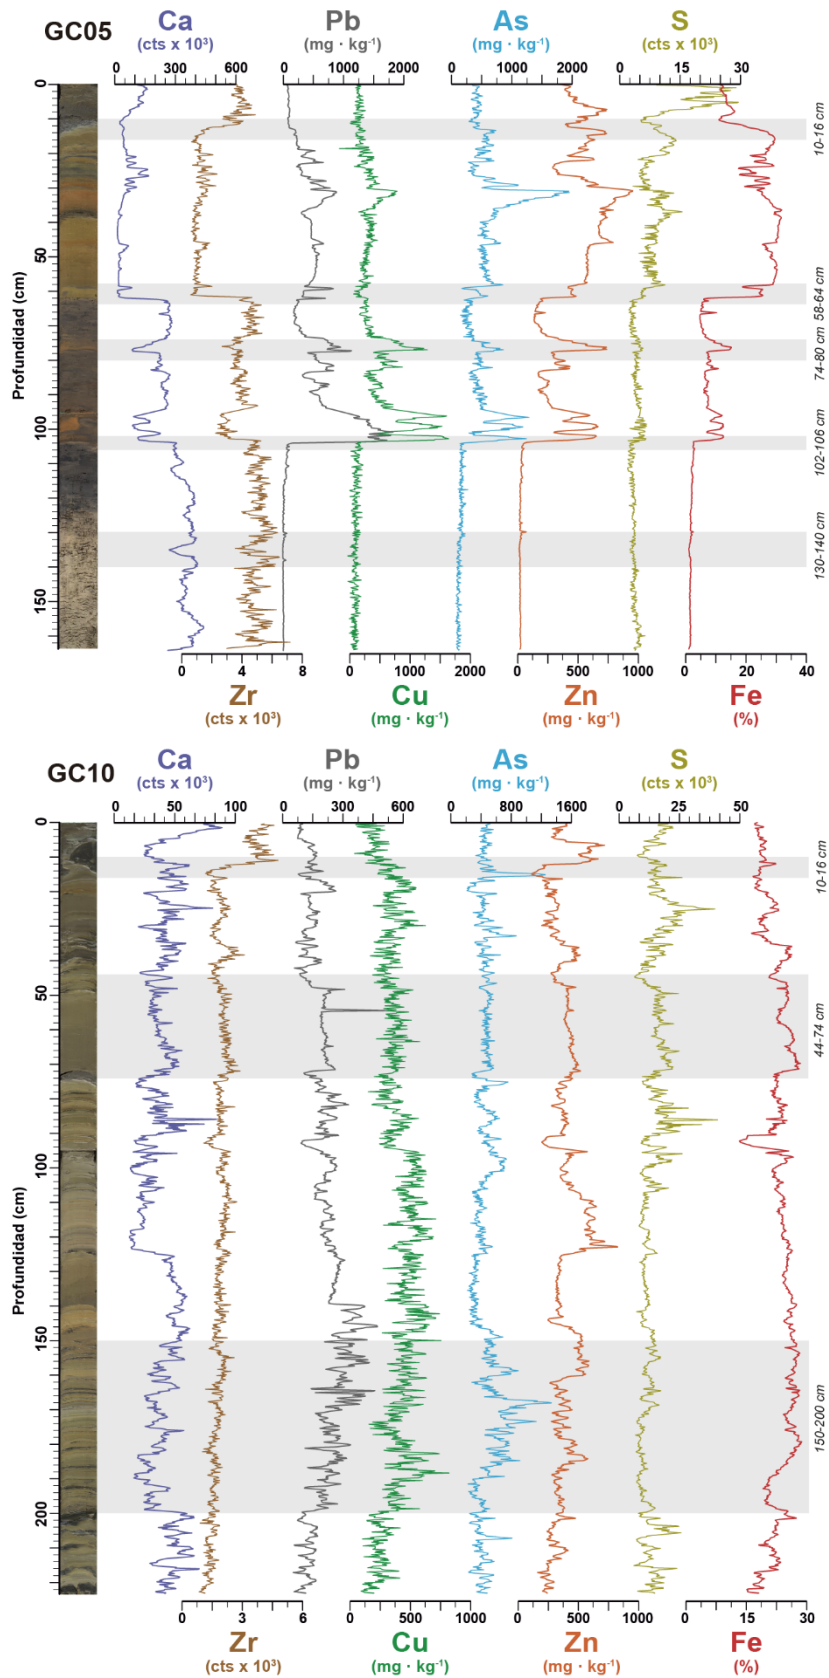 GC05
Ca Pb As S
(cts x 10³) (mg · kg⁻¹) (mg · kg⁻¹) (cts x 10³)
0 300 600 0 1000 2000 0 1000 2000 0 15 30
Profundidad (cm)
0
50
100
150
10-16 cm
58-64 cm
74-80 cm
102-106 cm
130-140 cm
0 4 8 0 1000 2000 0 500 1000 0 20 40
Zr Cu Zn Fe
(cts x 10³) (mg · kg⁻¹) (mg · kg⁻¹) (%)
GC10
Ca Pb As S
(cts x 10³) (mg · kg⁻¹) (mg · kg⁻¹) (cts x 10³)
0 50 100 0 300 600 0 800 1600 0 25 50
Profundidad (cm)
0
50
100
150
200
10-16 cm
44-74 cm
150-200 cm
0 3 6 0 500 1000 0 500 1000 0 15 30
Zr Cu Zn Fe
(cts x 10³) (mg · kg⁻¹) (mg · kg⁻¹) (%)